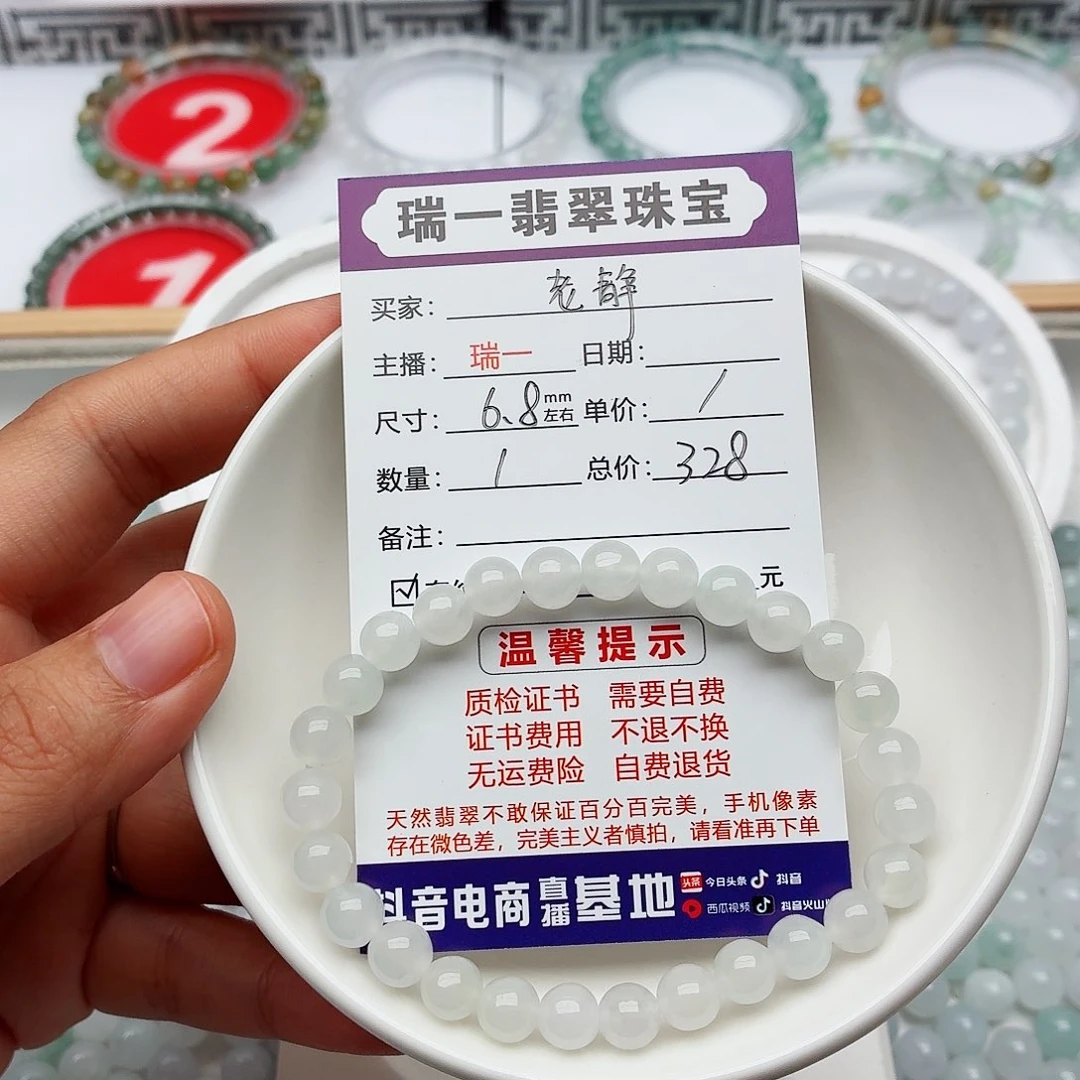 2
1
瑞一翡翠珠宝
买家：老静
主播：瑞一 日期：
尺寸：6.8mm左右 单价：/
数量：1 总价：328
备注：
元
温馨提示
质检证书 需要自费
证书费用 不退不换
无运费险 自费退货
天然翡翠不敢保证百分百完美，手机像素
存在微色差，完美主义者慎拍，请看准再下单
抖音电商直播基地 头条 今日头条 抖音
西瓜视频 抖音火山